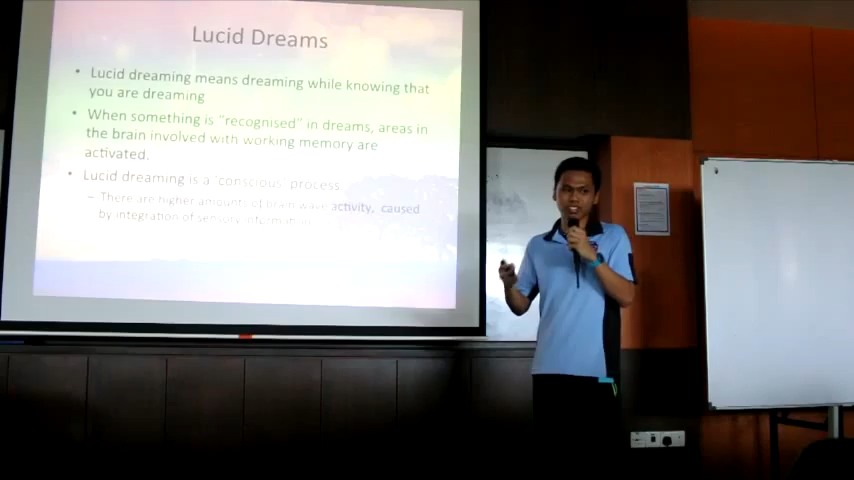 Lucid Dreams
• Lucid dreaming means dreaming while knowing that
you are dreaming
• When something is "recognised" in dreams, areas in
the brain involved with working memory are
activated.
• Lucid dreaming is a 'conscious' process
– There are higher amounts of brain wave activity, caused
by integration of sensory information